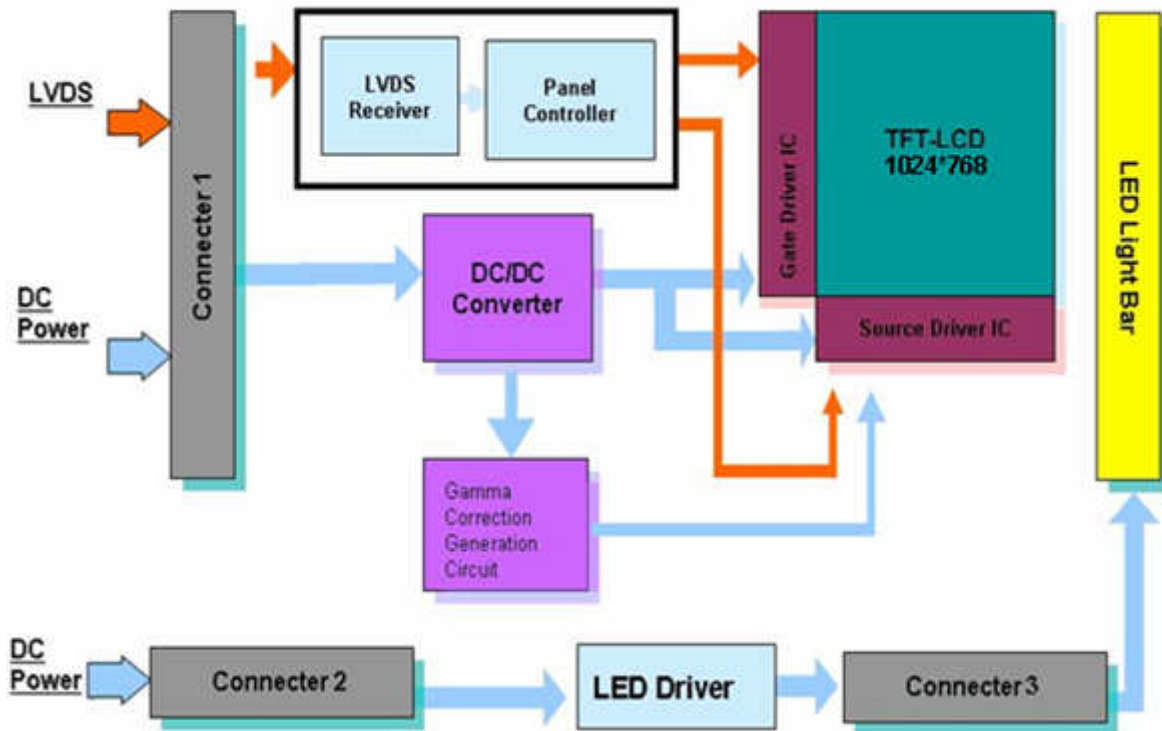 LVDS
DC
Power
Connecter 1
LVDS
Receiver
Panel
Controller
Gate Driver IC
TFT-LCD
1024*768
Source Driver IC
LED Light Bar
DC/DC
Converter
Gamma
Correction
Generation
Circuit
DC
Power
Connecter 2
LED Driver
Connecter 3